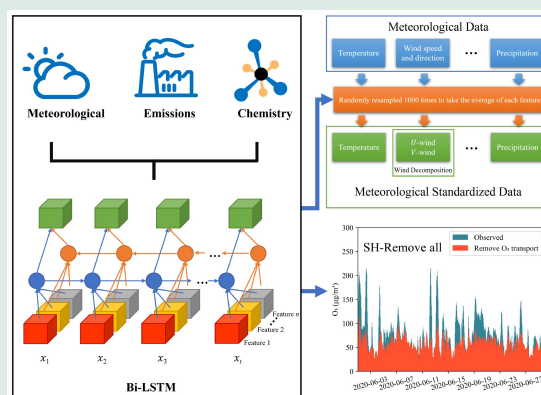 Meteorological
Emissions
Chemistry
...
...
...
Feature n
Feature 2
Feature 1
x1
x2
x3
xt
Bi-LSTM
Meteorological Data
Temperature
Wind speed
and direction
...
Precipitation
Randomly resampled 1000 times to take the average of each feature
Temperature
U-wind
V-wind
...
Precipitation
Wind Decomposition
Meteorological Standardized Data
SH-Remove all
Observed
Remove O3 transport
O3 (μg/m³)
300
250
200
150
100
50
0
2020-06-03
2020-06-07
2020-06-11
2020-06-15
2020-06-19
2020-06-23
2020-06-27